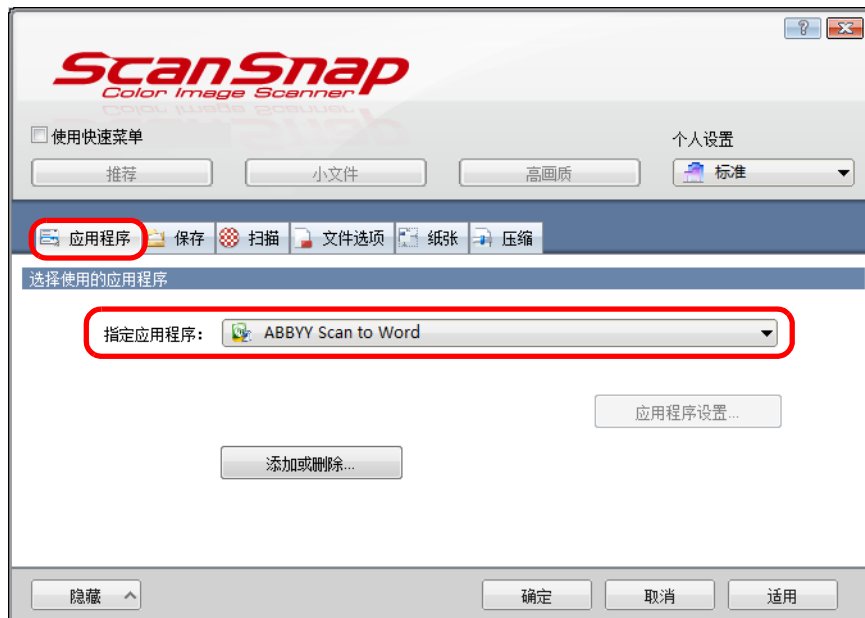 ScanSnap
Color Image Scanner
使用快速菜单
个人设置
推荐 小文件 高画质 标准
应用程序 保存 扫描 文件选项 纸张 压缩
选择使用的应用程序
指定应用程序: ABBYY Scan to Word
应用程序设置...
添加或删除...
隐藏 确定 取消 适用